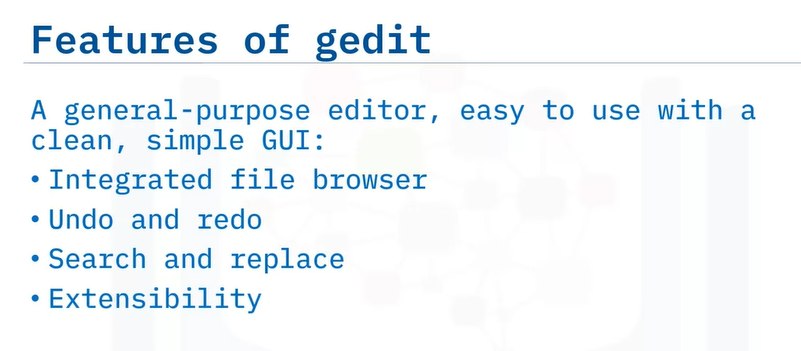 Features of gedit
A general-purpose editor, easy to use with a
clean, simple GUI:
• Integrated file browser
• Undo and redo
• Search and replace
• Extensibility